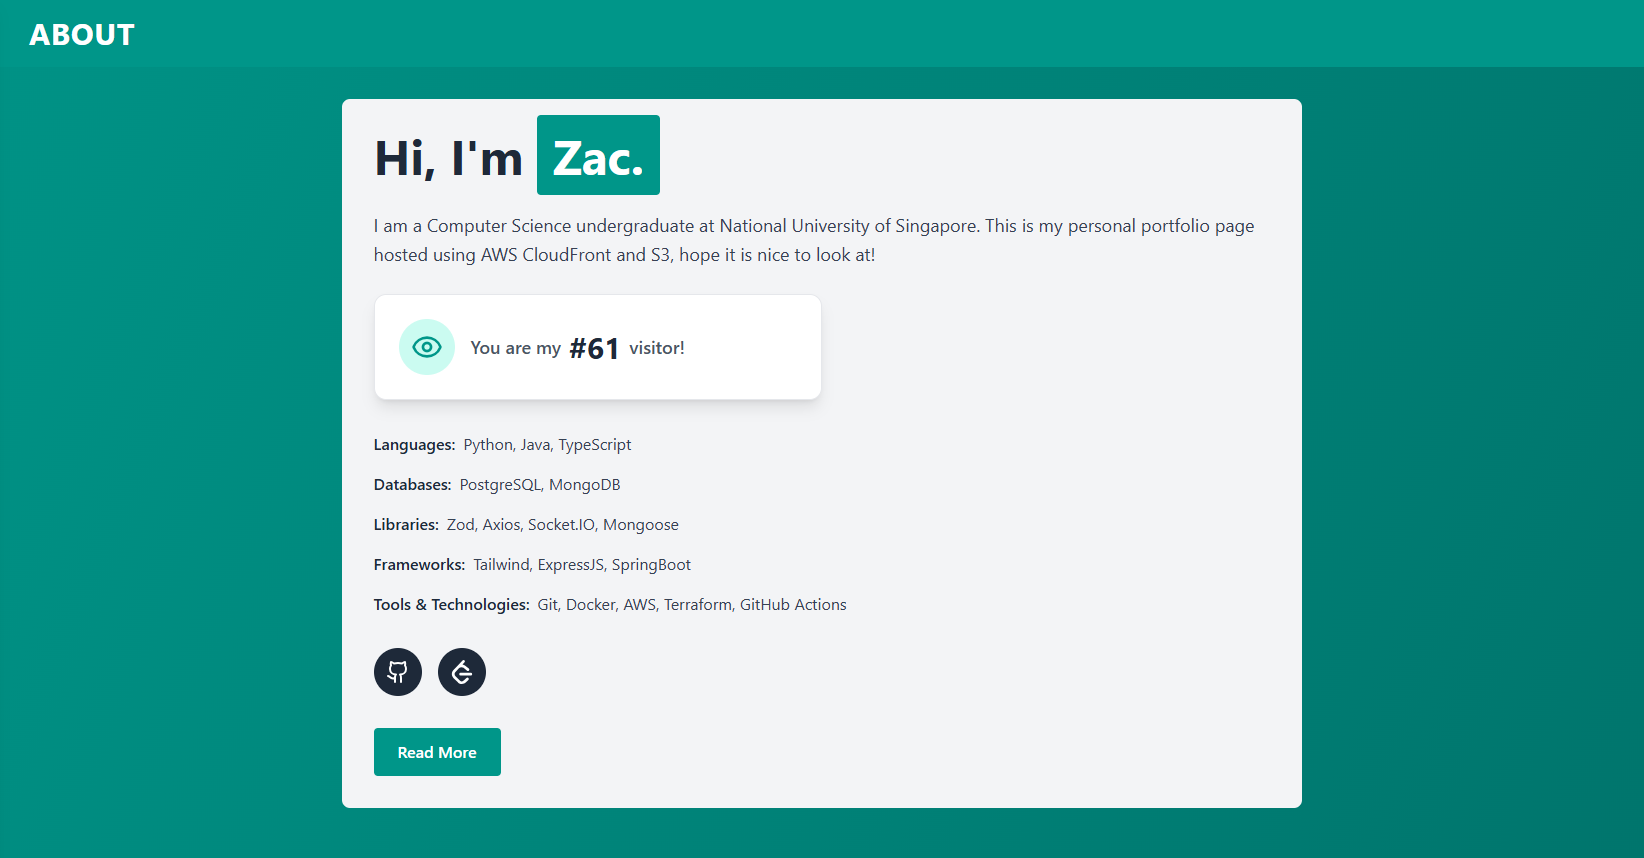 ABOUT
Hi, I'm Zac.
I am a Computer Science undergraduate at National University of Singapore. This is my personal portfolio page
hosted using AWS CloudFront and S3, hope it is nice to look at!
You are my #61 visitor!
Languages: Python, Java, TypeScript
Databases: PostgreSQL, MongoDB
Libraries: Zod, Axios, Socket.IO, Mongoose
Frameworks: Tailwind, ExpressJS, SpringBoot
Tools & Technologies: Git, Docker, AWS, Terraform, GitHub Actions
Read More